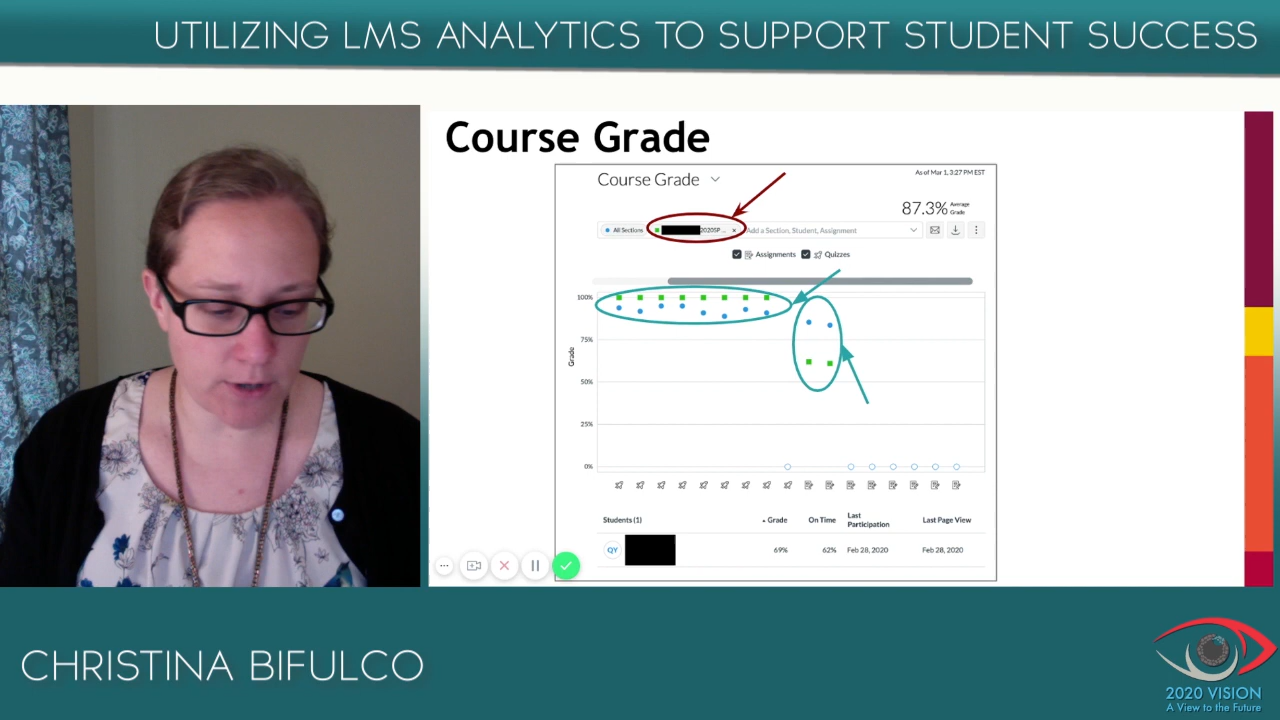 UTILIZING LMS ANALYTICS TO SUPPORT STUDENT SUCCESS
Course Grade
Course Grade
As of Mar 1, 3:27 PM EST
87.3% Average Grade
All Sections
2020SP ... ×
Add a Section, Student, Assignment
Assignments
Quizzes
100%
75%
50%
25%
0%
Grade
Students (1)
Grade
On Time
Last Participation
Last Page View
QY
69%
62%
Feb 28, 2020
Feb 28, 2020
CHRISTINA BIFULCO
2020 VISION
A View to the Future